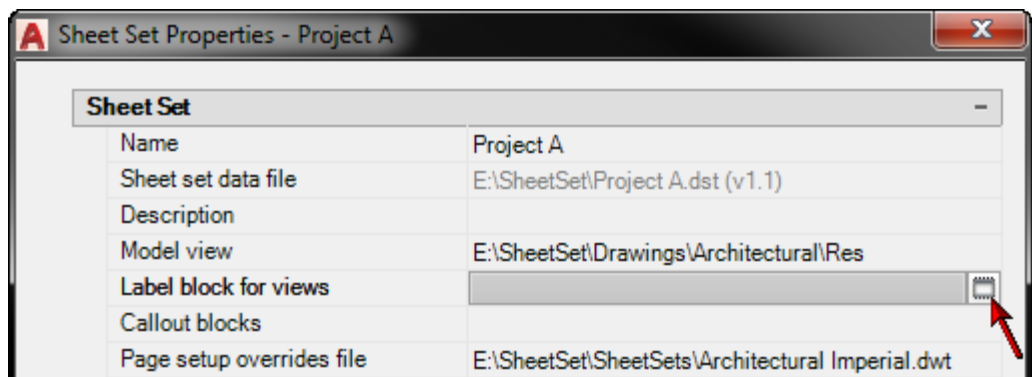 Sheet Set Properties - Project A
Sheet Set
Name Project A
Sheet set data file E:\SheetSet\Project A.dst (v1.1)
Description
Model view E:\SheetSet\Drawings\Architectural\Res
Label block for views
Callout blocks
Page setup overrides file E:\SheetSet\SheetSets\Architectural Imperial.dwt